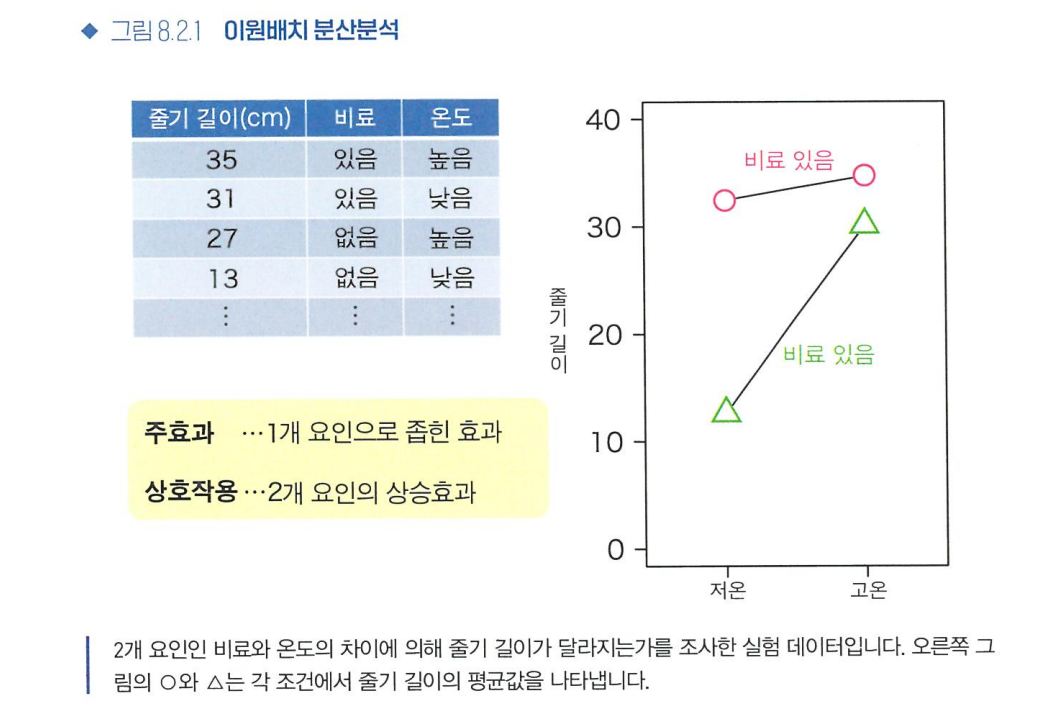 ◆ 그림 8.2.1 이원배치 분산분석
줄기 길이(cm) 비료 온도
35 있음 높음
31 있음 낮음
27 없음 높음
13 없음 낮음
⋮ ⋮ ⋮
주효과 …1개 요인으로 좁힌 효과
상호작용…2개 요인의 상승효과
줄기 길이
40
30
20
10
0
비료 있음
비료 있음
저온 고온
2개 요인인 비료와 온도의 차이에 의해 줄기 길이가 달라지는가를 조사한 실험 데이터입니다. 오른쪽 그
림의 ○와 △는 각 조건에서 줄기 길이의 평균값을 나타냅니다.